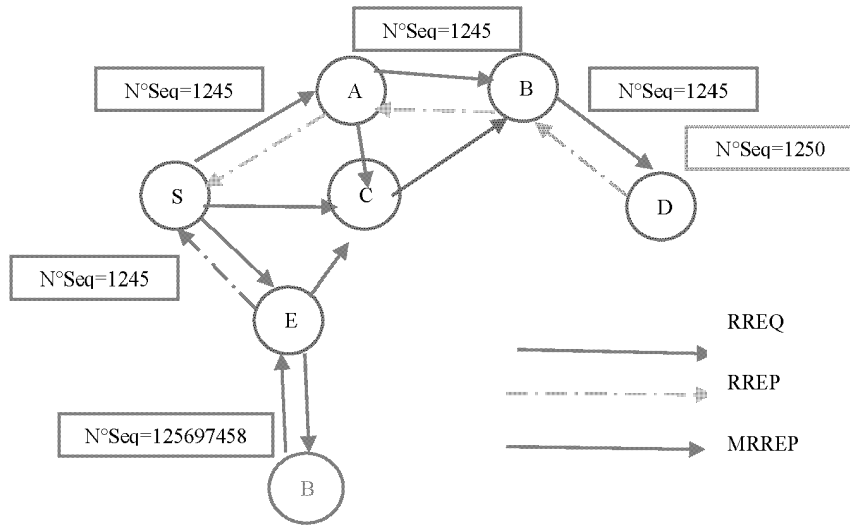 N°Seq=1245
N°Seq=1245
A
B
N°Seq=1245
N°Seq=1250
S
C
D
N°Seq=1245
E
RREQ
RREP
N°Seq=125697458
MRREP
B